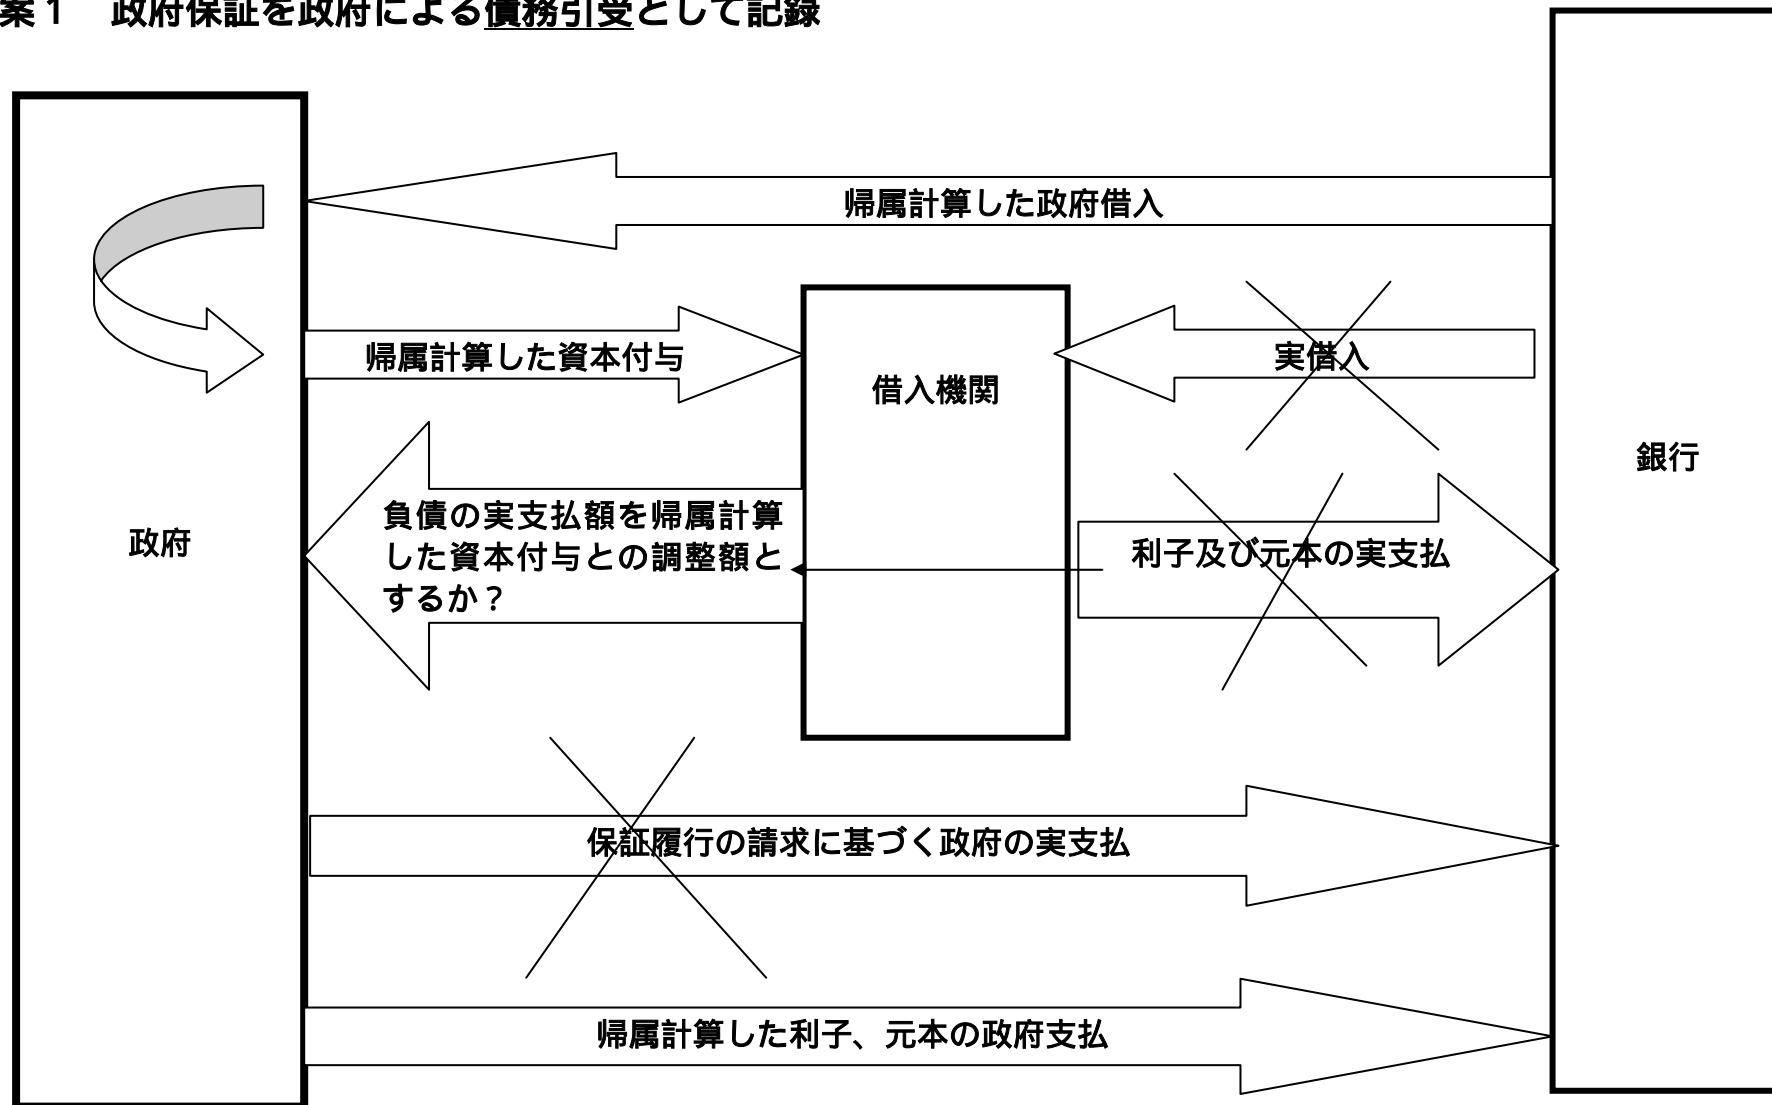 案１　政府保証を政府による債務引受として記録
帰属計算した政府借入
帰属計算した資本付与
実借入
借入機関
銀行
負債の実支払額を帰属計算
した資本付与との調整額と
するか？
政府
利子及び元本の実支払
保証履行の請求に基づく政府の実支払
帰属計算した利子、元本の政府支払